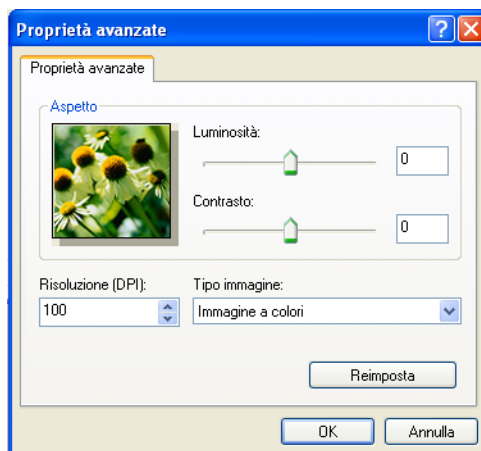 Proprietà avanzate
Proprietà avanzate
Aspetto
Luminosità:
0
Contrasto:
0
Risoluzione (DPI):
Tipo immagine:
100
Immagine a colori
Reimposta
OK
Annulla